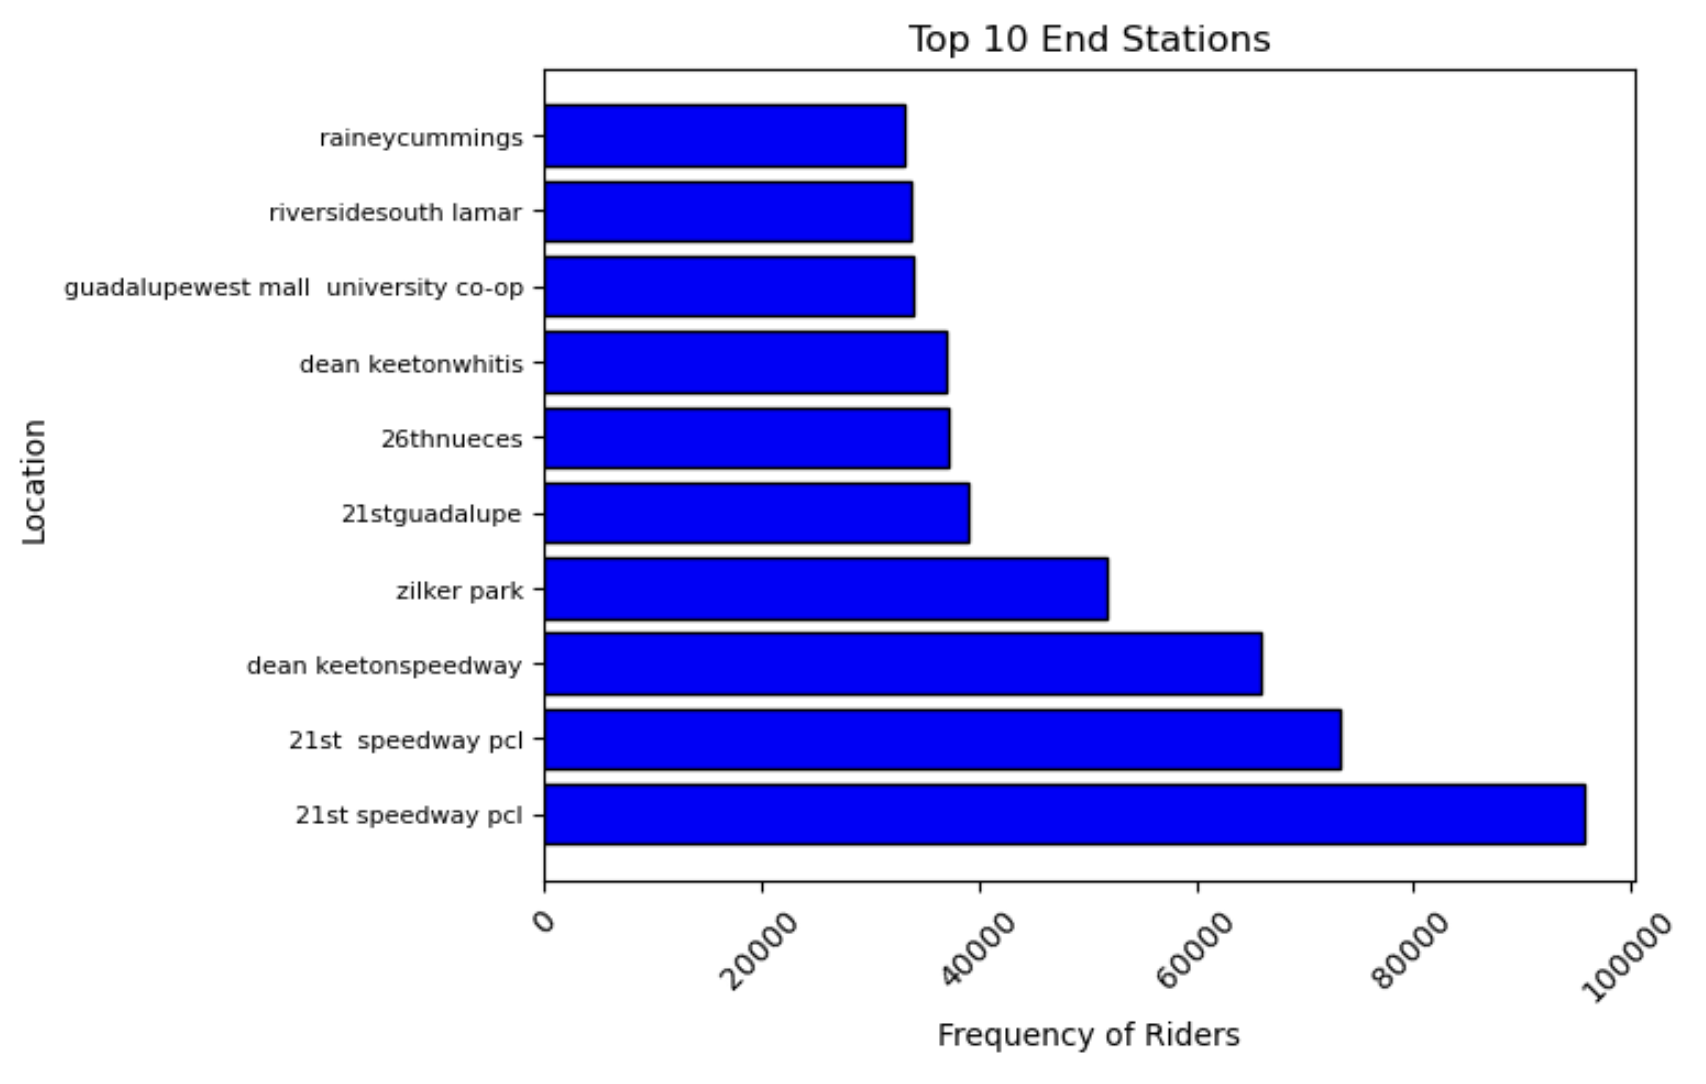 Top 10 End Stations
raineycummings
riversidesouth lamar
guadalupewest mall  university co-op
dean keetonwhitis
26thnueces
21stguadalupe
zilker park
dean keetonspeedway
21st  speedway pcl
21st speedway pcl
Location
0
20000
40000
60000
80000
100000
Frequency of Riders